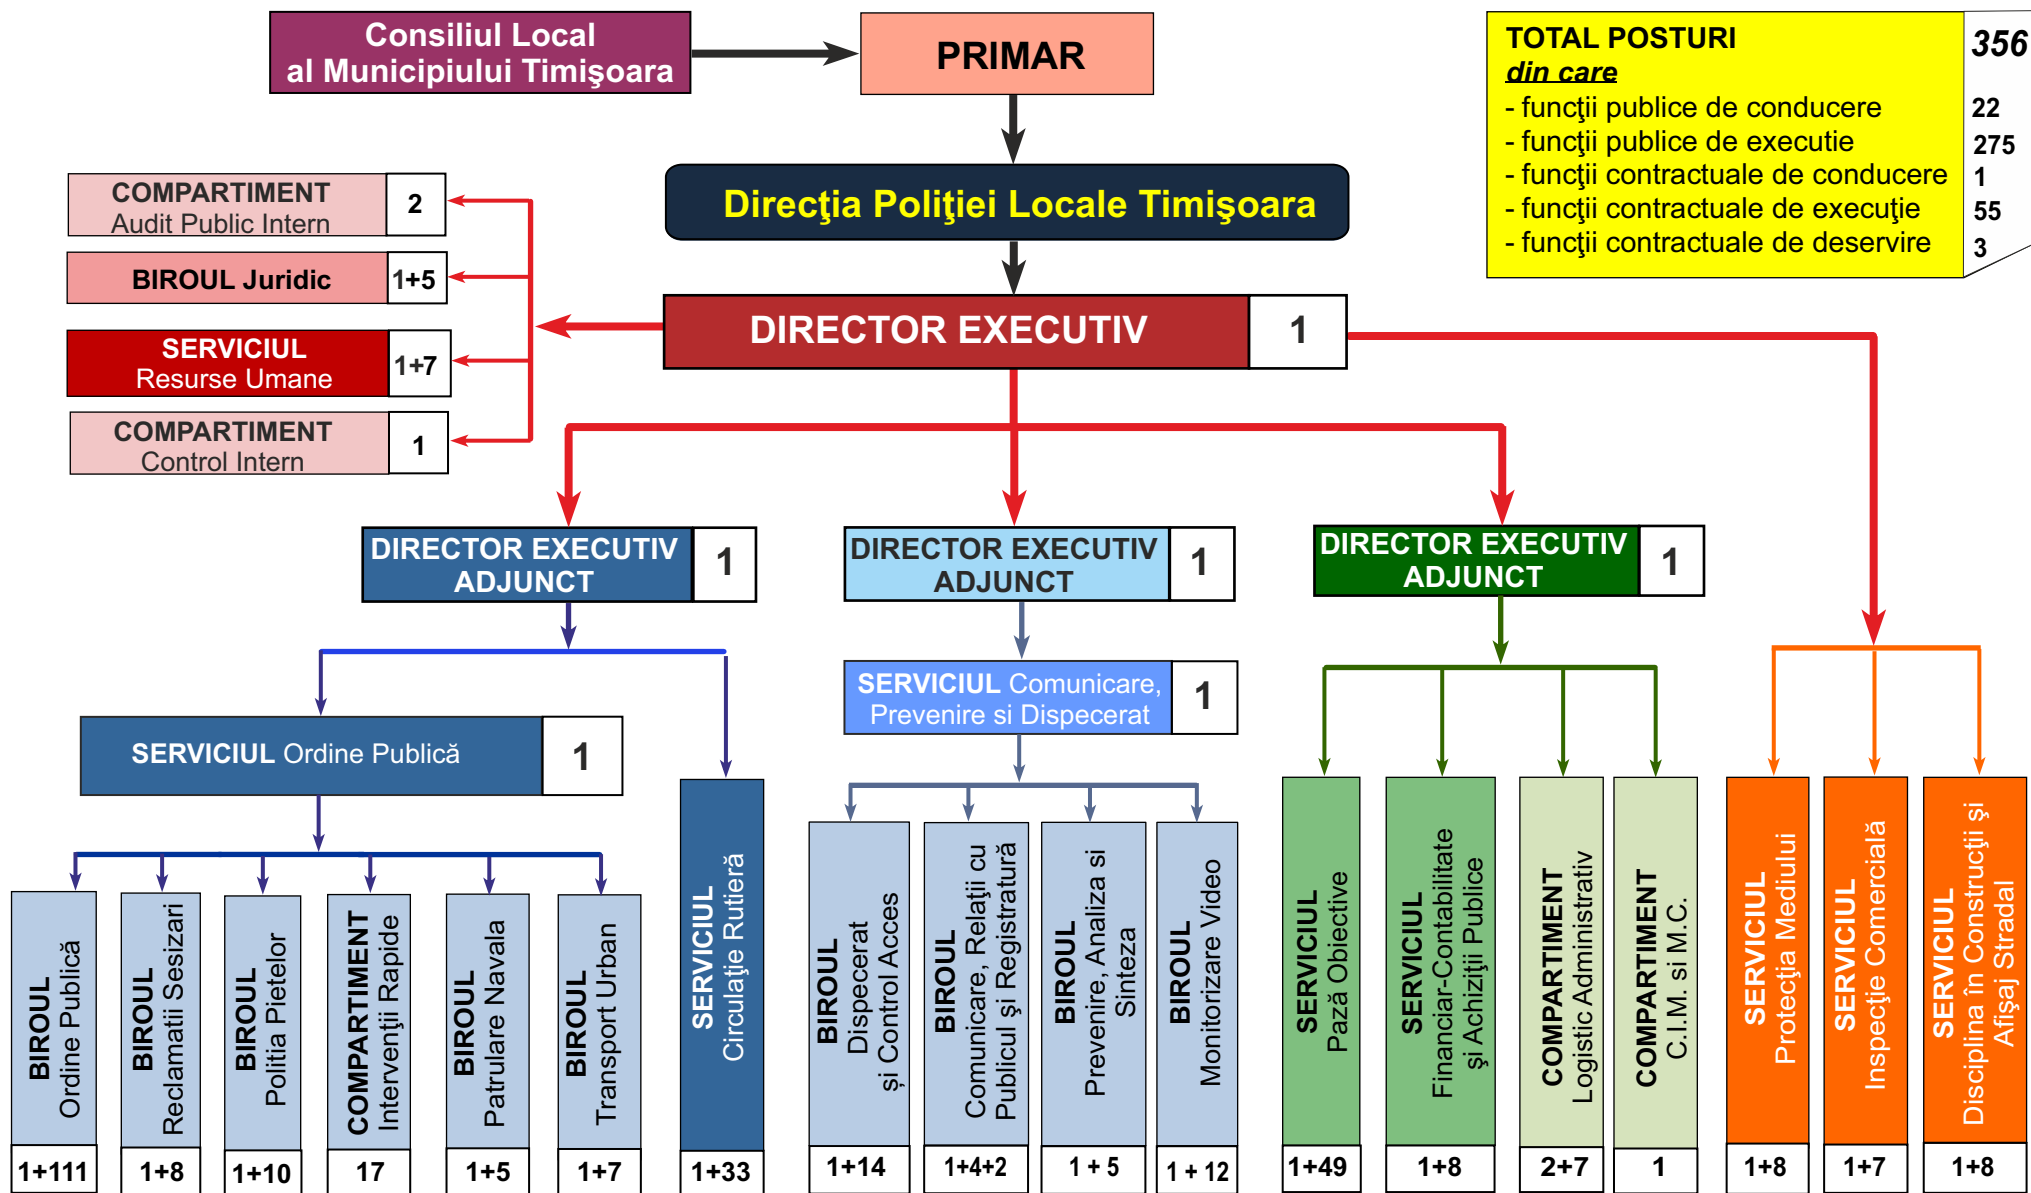 Consiliul Local
al Municipiului Timişoara
PRIMAR
TOTAL POSTURI 356
din care
- funcţii publice de conducere 22
- funcţii publice de executie 275
- funcţii contractuale de conducere 1
- funcţii contractuale de execuţie 55
- funcţii contractuale de deservire 3
Direcţia Poliţiei Locale Timişoara
COMPARTIMENT
Audit Public Intern
2
BIROUL Juridic
1+5
SERVICIUL
Resurse Umane
1+7
COMPARTIMENT
Control Intern
1
DIRECTOR EXECUTIV
1
DIRECTOR EXECUTIV
ADJUNCT
1
DIRECTOR EXECUTIV
ADJUNCT
1
DIRECTOR EXECUTIV
ADJUNCT
1
SERVICIUL Ordine Publică
1
SERVICIUL Comunicare,
Prevenire si Dispecerat
1
BIROUL
Ordine Publică
1+111
BIROUL
Reclamatii Sesizari
1+8
BIROUL
Politia Pietelor
1+10
COMPARTIMENT
Intervenţii Rapide
17
BIROUL
Patrulare Navala
1+5
BIROUL
Transport Urban
1+7
SERVICIUL
Circulaţie Rutieră
1+33
BIROUL
Dispecerat
și Control Acces
1+14
BIROUL
Comunicare, Relaţii cu
Publicul şi Registratură
1+4+2
BIROUL
Prevenire, Analiza si
Sinteza
1 + 5
BIROUL
Monitorizare Video
1 + 12
SERVICIUL
Pază Obiective
1+49
SERVICIUL
Financiar-Contabilitate
şi Achiziţii Publice
1+8
COMPARTIMENT
Logistic Administrativ
2+7
COMPARTIMENT
C.I.M. si M.C.
1
SERVICIUL
Protecţia Mediului
1+8
SERVICIUL
Inspecţie Comercială
1+7
SERVICIUL
Disciplina în Construcţii şi
Afişaj Stradal
1+8